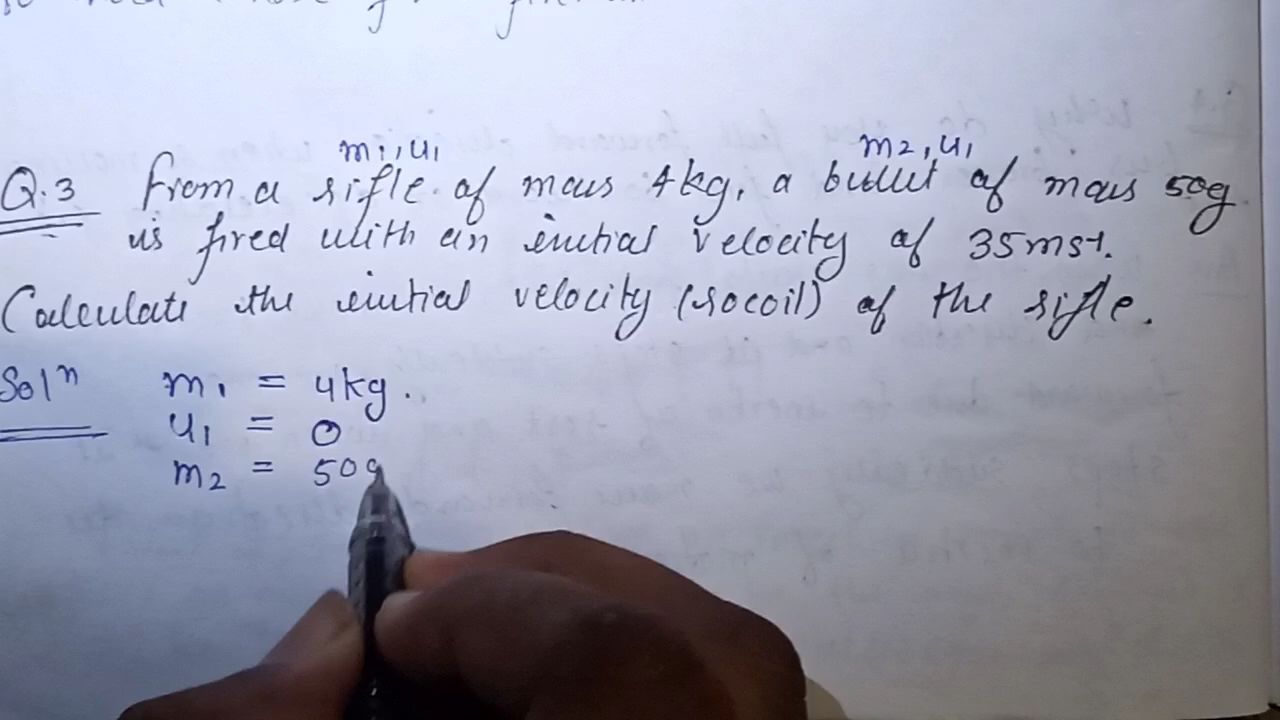 m1, u1 m2, u1
Q.3 From a rifle of mass 4kg, a bullet of mass 50g
is fired with an initial velocity of 35ms-1.
Calculate the initial velocity (rocoil) of the rifle.
Solⁿ m1 = 4kg.
u1 = 0
m2 = 50g